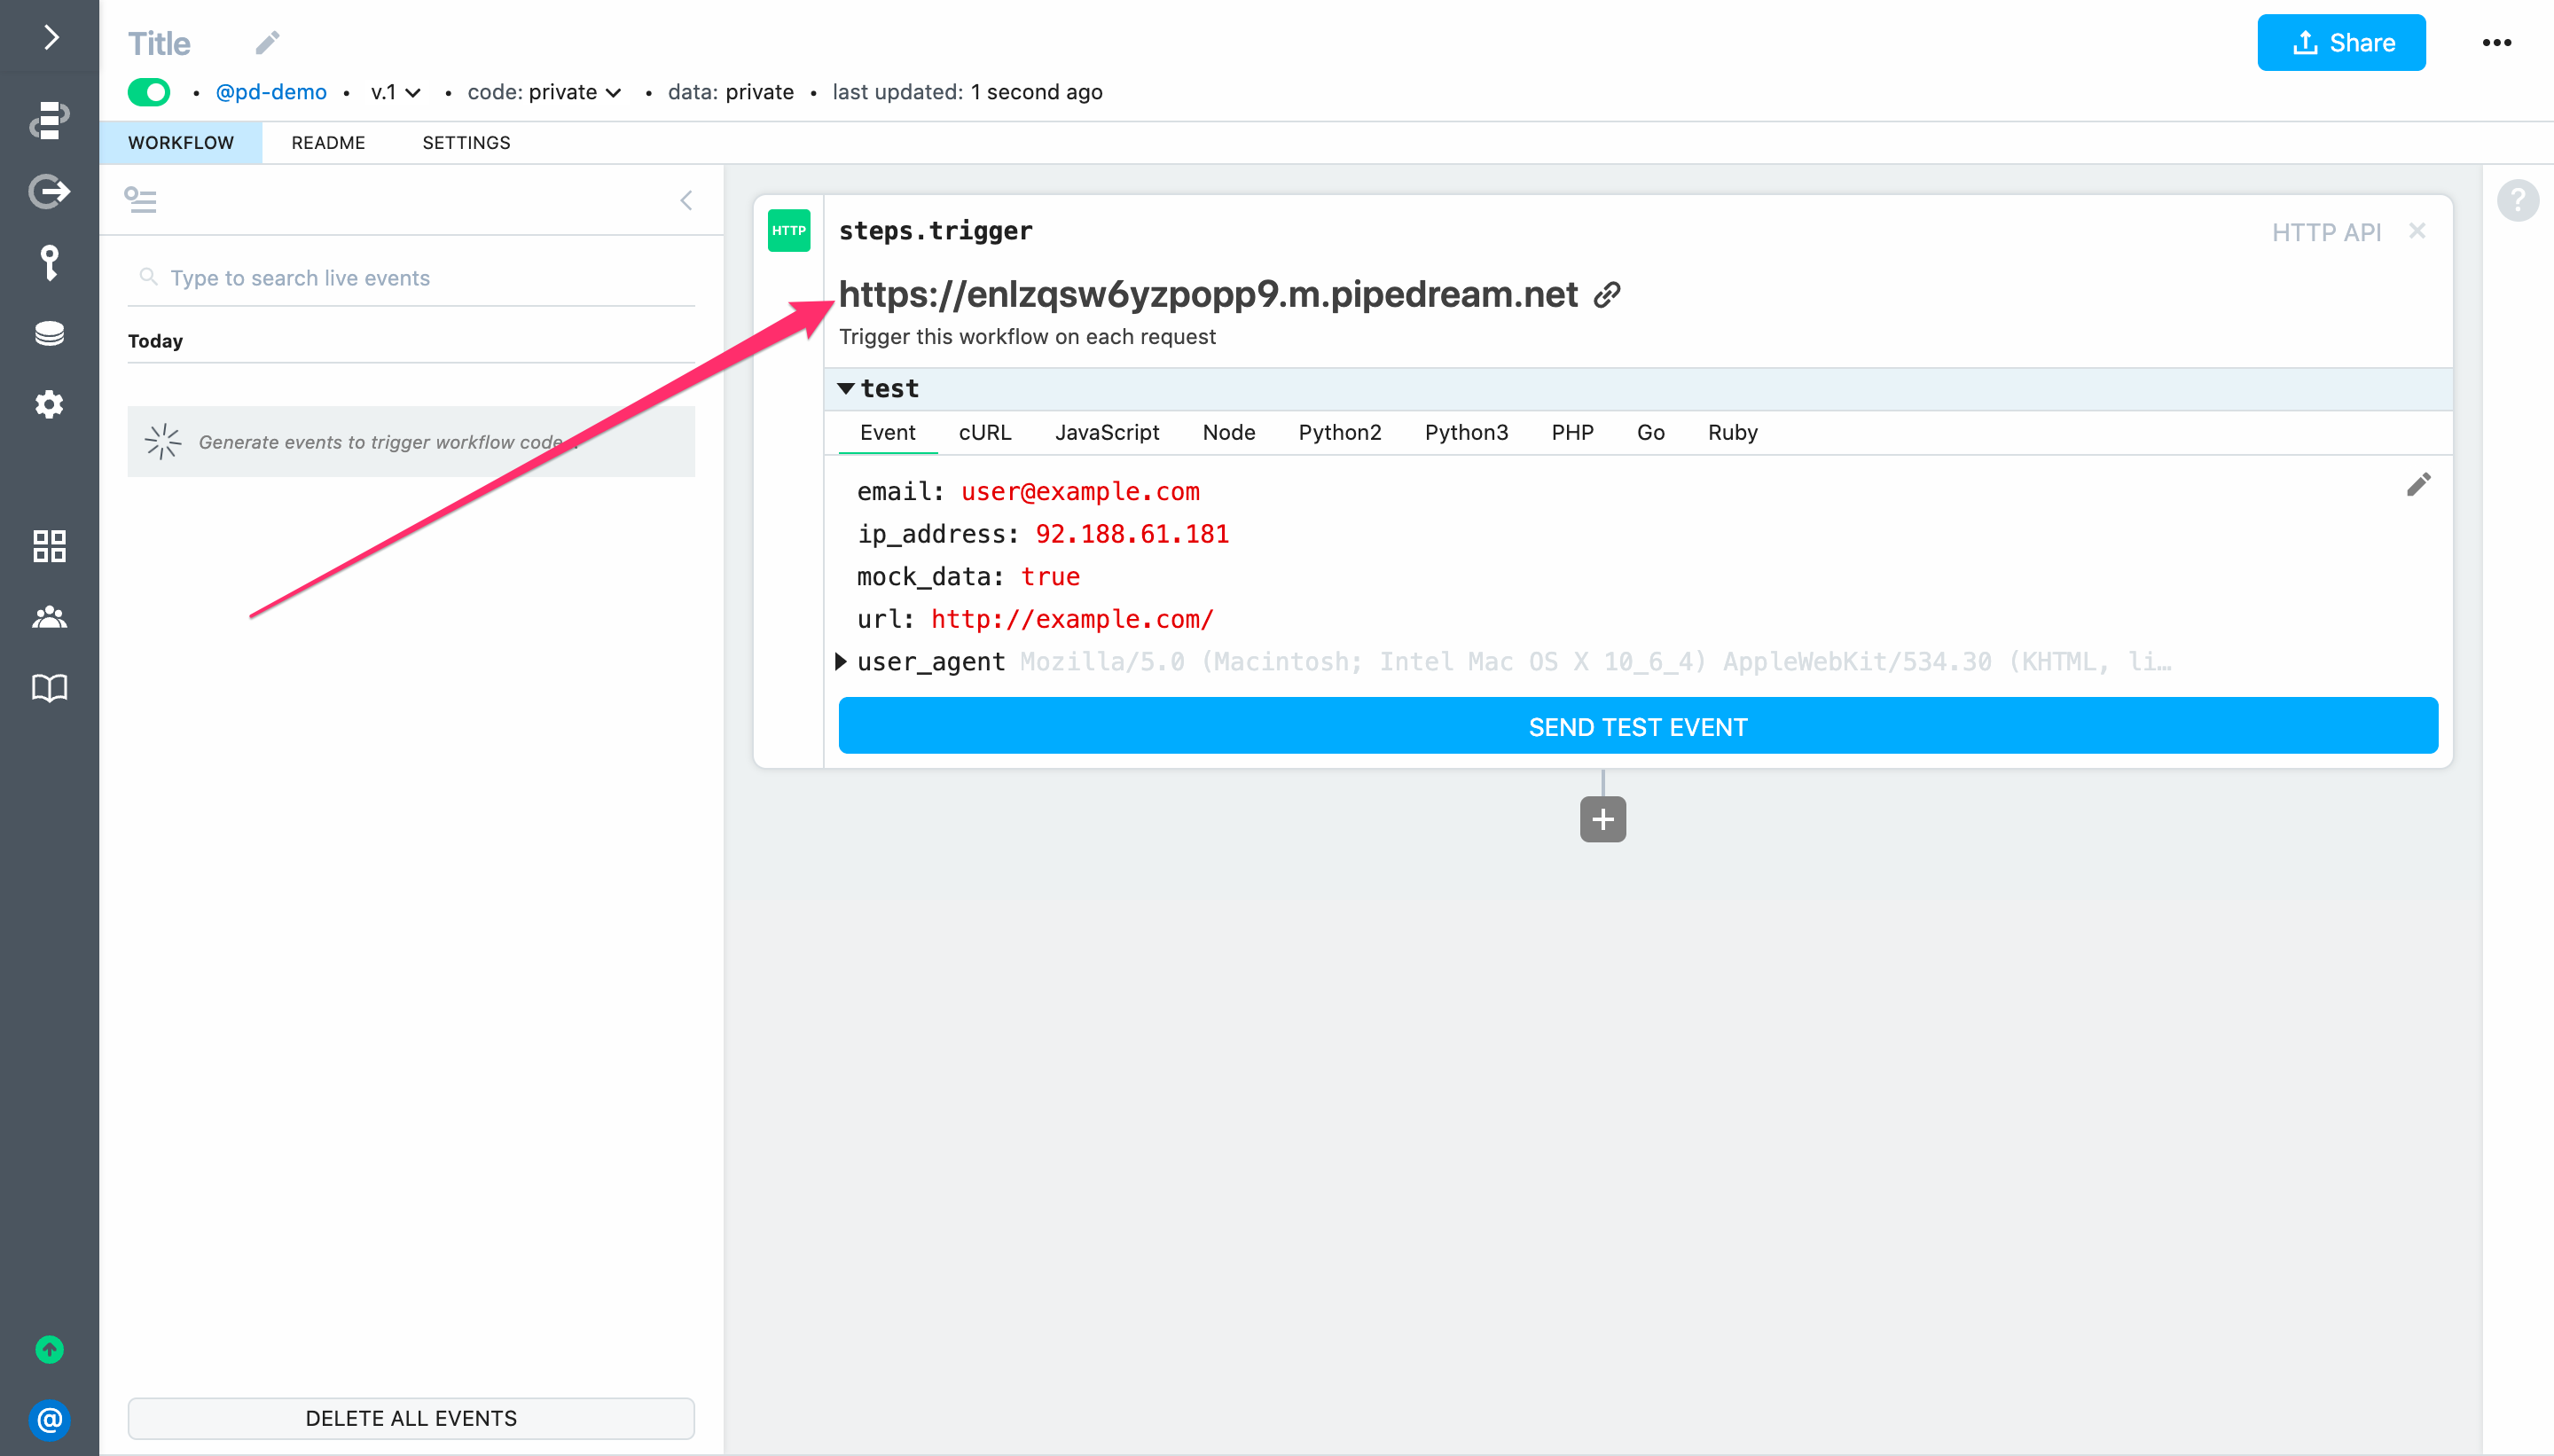 Title
Share
• @pd-demo • v.1 • code: private • data: private • last updated: 1 second ago
WORKFLOW README SETTINGS
Type to search live events
Today
Generate events to trigger workflow code...
HTTP
steps.trigger
HTTP API
https://enlzqsw6yzpopp9.m.pipedream.net
Trigger this workflow on each request
test
Event cURL JavaScript Node Python2 Python3 PHP Go Ruby
email: user@example.com
ip_address: 92.188.61.181
mock_data: true
url: http://example.com/
user_agent Mozilla/5.0 (Macintosh; Intel Mac OS X 10_6_4) AppleWebKit/534.30 (KHTML, li…
SEND TEST EVENT
DELETE ALL EVENTS
@
?